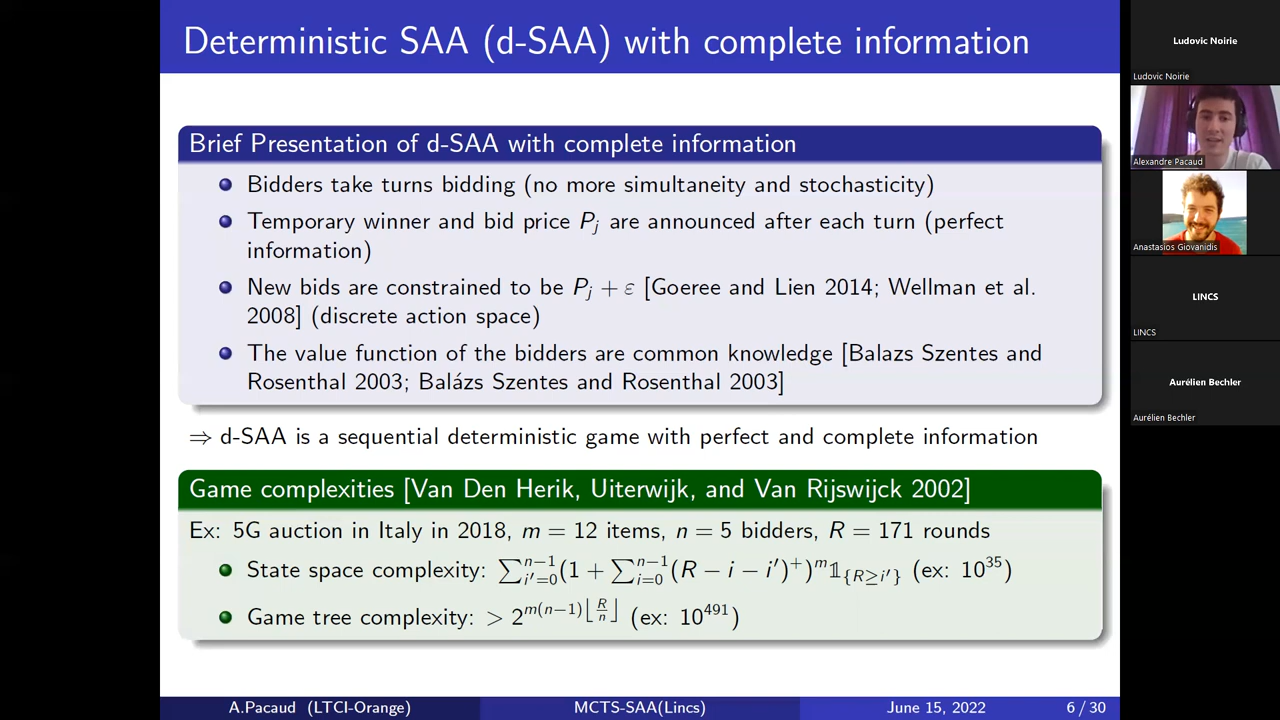 Deterministic SAA (d-SAA) with complete information
Brief Presentation of d-SAA with complete information
Bidders take turns bidding (no more simultaneity and stochasticity)
Temporary winner and bid price P_j are announced after each turn (perfect
information)
New bids are constrained to be P_j + ε [Goeree and Lien 2014; Wellman et al.
2008] (discrete action space)
The value function of the bidders are common knowledge [Balazs Szentes and
Rosenthal 2003; Balázs Szentes and Rosenthal 2003]
⇒ d-SAA is a sequential deterministic game with perfect and complete information
Game complexities [Van Den Herik, Uiterwijk, and Van Rijswijck 2002]
Ex: 5G auction in Italy in 2018, m = 12 items, n = 5 bidders, R = 171 rounds
State space complexity: ∑_{i'=0}^{n−1}(1 + ∑_{i=0}^{n−1}(R − i − i')^+)^m 𝟙_{R≥i'} (ex: 10^35)
Game tree complexity: > 2^{m(n−1)⌊R/n⌋} (ex: 10^491)
A.Pacaud (LTCI-Orange)
MCTS-SAA(Lincs)
June 15, 2022
6 / 30
Ludovic Noirie
Ludovic Noirie
Alexandre Pacaud
Anastasios Giovanidis
LINCS
LINCS
Aurélien Bechler
Aurélien Bechler